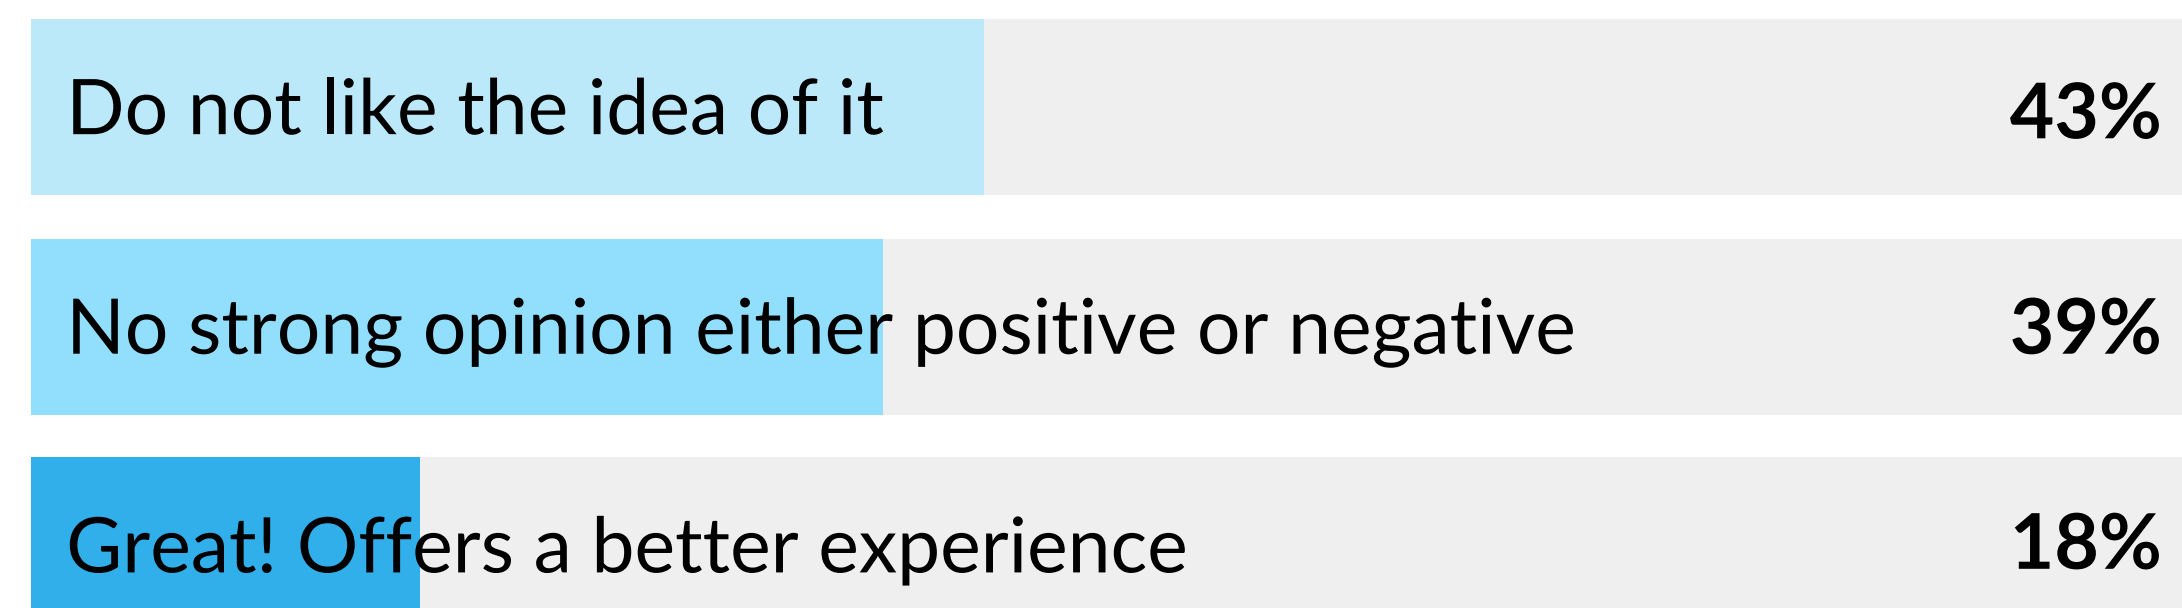 Do not like the idea of it 43%
No strong opinion either positive or negative 39%
Great! Offers a better experience 18%